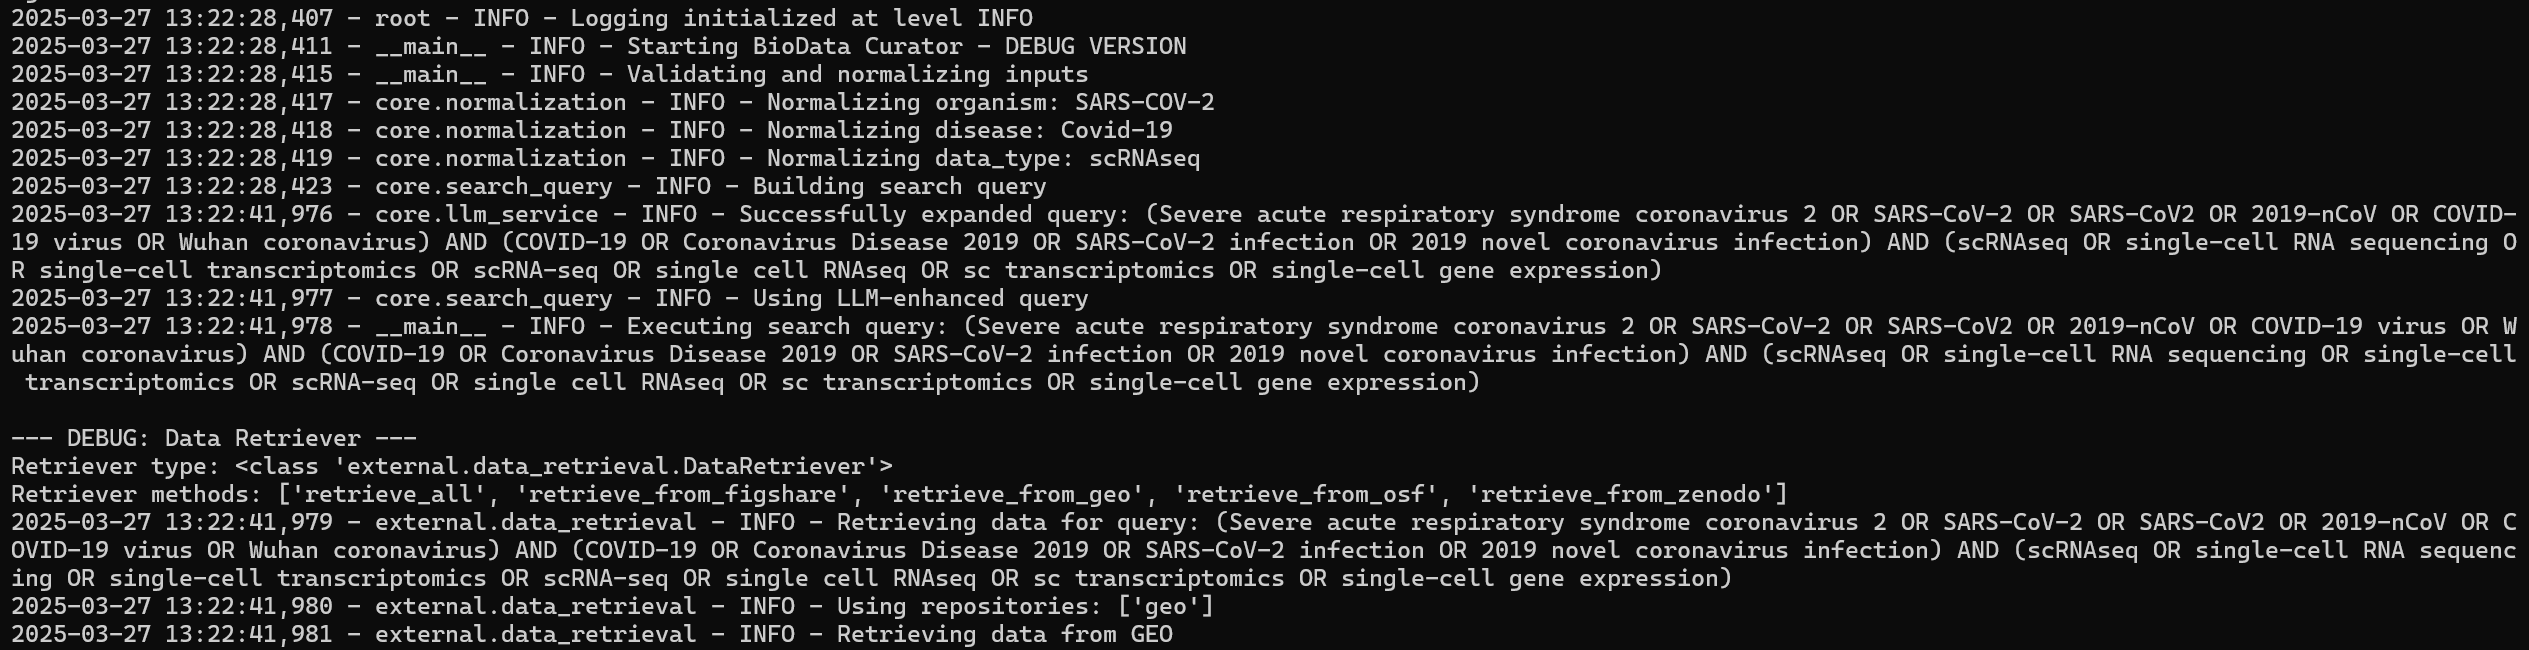 2025-03-27 13:22:28,407 - root - INFO - Logging initialized at level INFO
2025-03-27 13:22:28,411 - __main__ - INFO - Starting BioData Curator - DEBUG VERSION
2025-03-27 13:22:28,415 - __main__ - INFO - Validating and normalizing inputs
2025-03-27 13:22:28,417 - core.normalization - INFO - Normalizing organism: SARS-COV-2
2025-03-27 13:22:28,418 - core.normalization - INFO - Normalizing disease: Covid-19
2025-03-27 13:22:28,419 - core.normalization - INFO - Normalizing data_type: scRNAseq
2025-03-27 13:22:28,423 - core.search_query - INFO - Building search query
2025-03-27 13:22:41,976 - core.llm_service - INFO - Successfully expanded query: (Severe acute respiratory syndrome coronavirus 2 OR SARS-CoV-2 OR SARS-CoV2 OR 2019-nCoV OR COVID-
19 virus OR Wuhan coronavirus) AND (COVID-19 OR Coronavirus Disease 2019 OR SARS-CoV-2 infection OR 2019 novel coronavirus infection) AND (scRNAseq OR single-cell RNA sequencing O
R single-cell transcriptomics OR scRNA-seq OR single cell RNAseq OR sc transcriptomics OR single-cell gene expression)
2025-03-27 13:22:41,977 - core.search_query - INFO - Using LLM-enhanced query
2025-03-27 13:22:41,978 - __main__ - INFO - Executing search query: (Severe acute respiratory syndrome coronavirus 2 OR SARS-CoV-2 OR SARS-CoV2 OR 2019-nCoV OR COVID-19 virus OR W
uhan coronavirus) AND (COVID-19 OR Coronavirus Disease 2019 OR SARS-CoV-2 infection OR 2019 novel coronavirus infection) AND (scRNAseq OR single-cell RNA sequencing OR single-cell
 transcriptomics OR scRNA-seq OR single cell RNAseq OR sc transcriptomics OR single-cell gene expression)
--- DEBUG: Data Retriever ---
Retriever type: <class 'external.data_retrieval.DataRetriever'>
Retriever methods: ['retrieve_all', 'retrieve_from_figshare', 'retrieve_from_geo', 'retrieve_from_osf', 'retrieve_from_zenodo']
2025-03-27 13:22:41,979 - external.data_retrieval - INFO - Retrieving data for query: (Severe acute respiratory syndrome coronavirus 2 OR SARS-CoV-2 OR SARS-CoV2 OR 2019-nCoV OR C
OVID-19 virus OR Wuhan coronavirus) AND (COVID-19 OR Coronavirus Disease 2019 OR SARS-CoV-2 infection OR 2019 novel coronavirus infection) AND (scRNAseq OR single-cell RNA sequenc
ing OR single-cell transcriptomics OR scRNA-seq OR single cell RNAseq OR sc transcriptomics OR single-cell gene expression)
2025-03-27 13:22:41,980 - external.data_retrieval - INFO - Using repositories: ['geo']
2025-03-27 13:22:41,981 - external.data_retrieval - INFO - Retrieving data from GEO